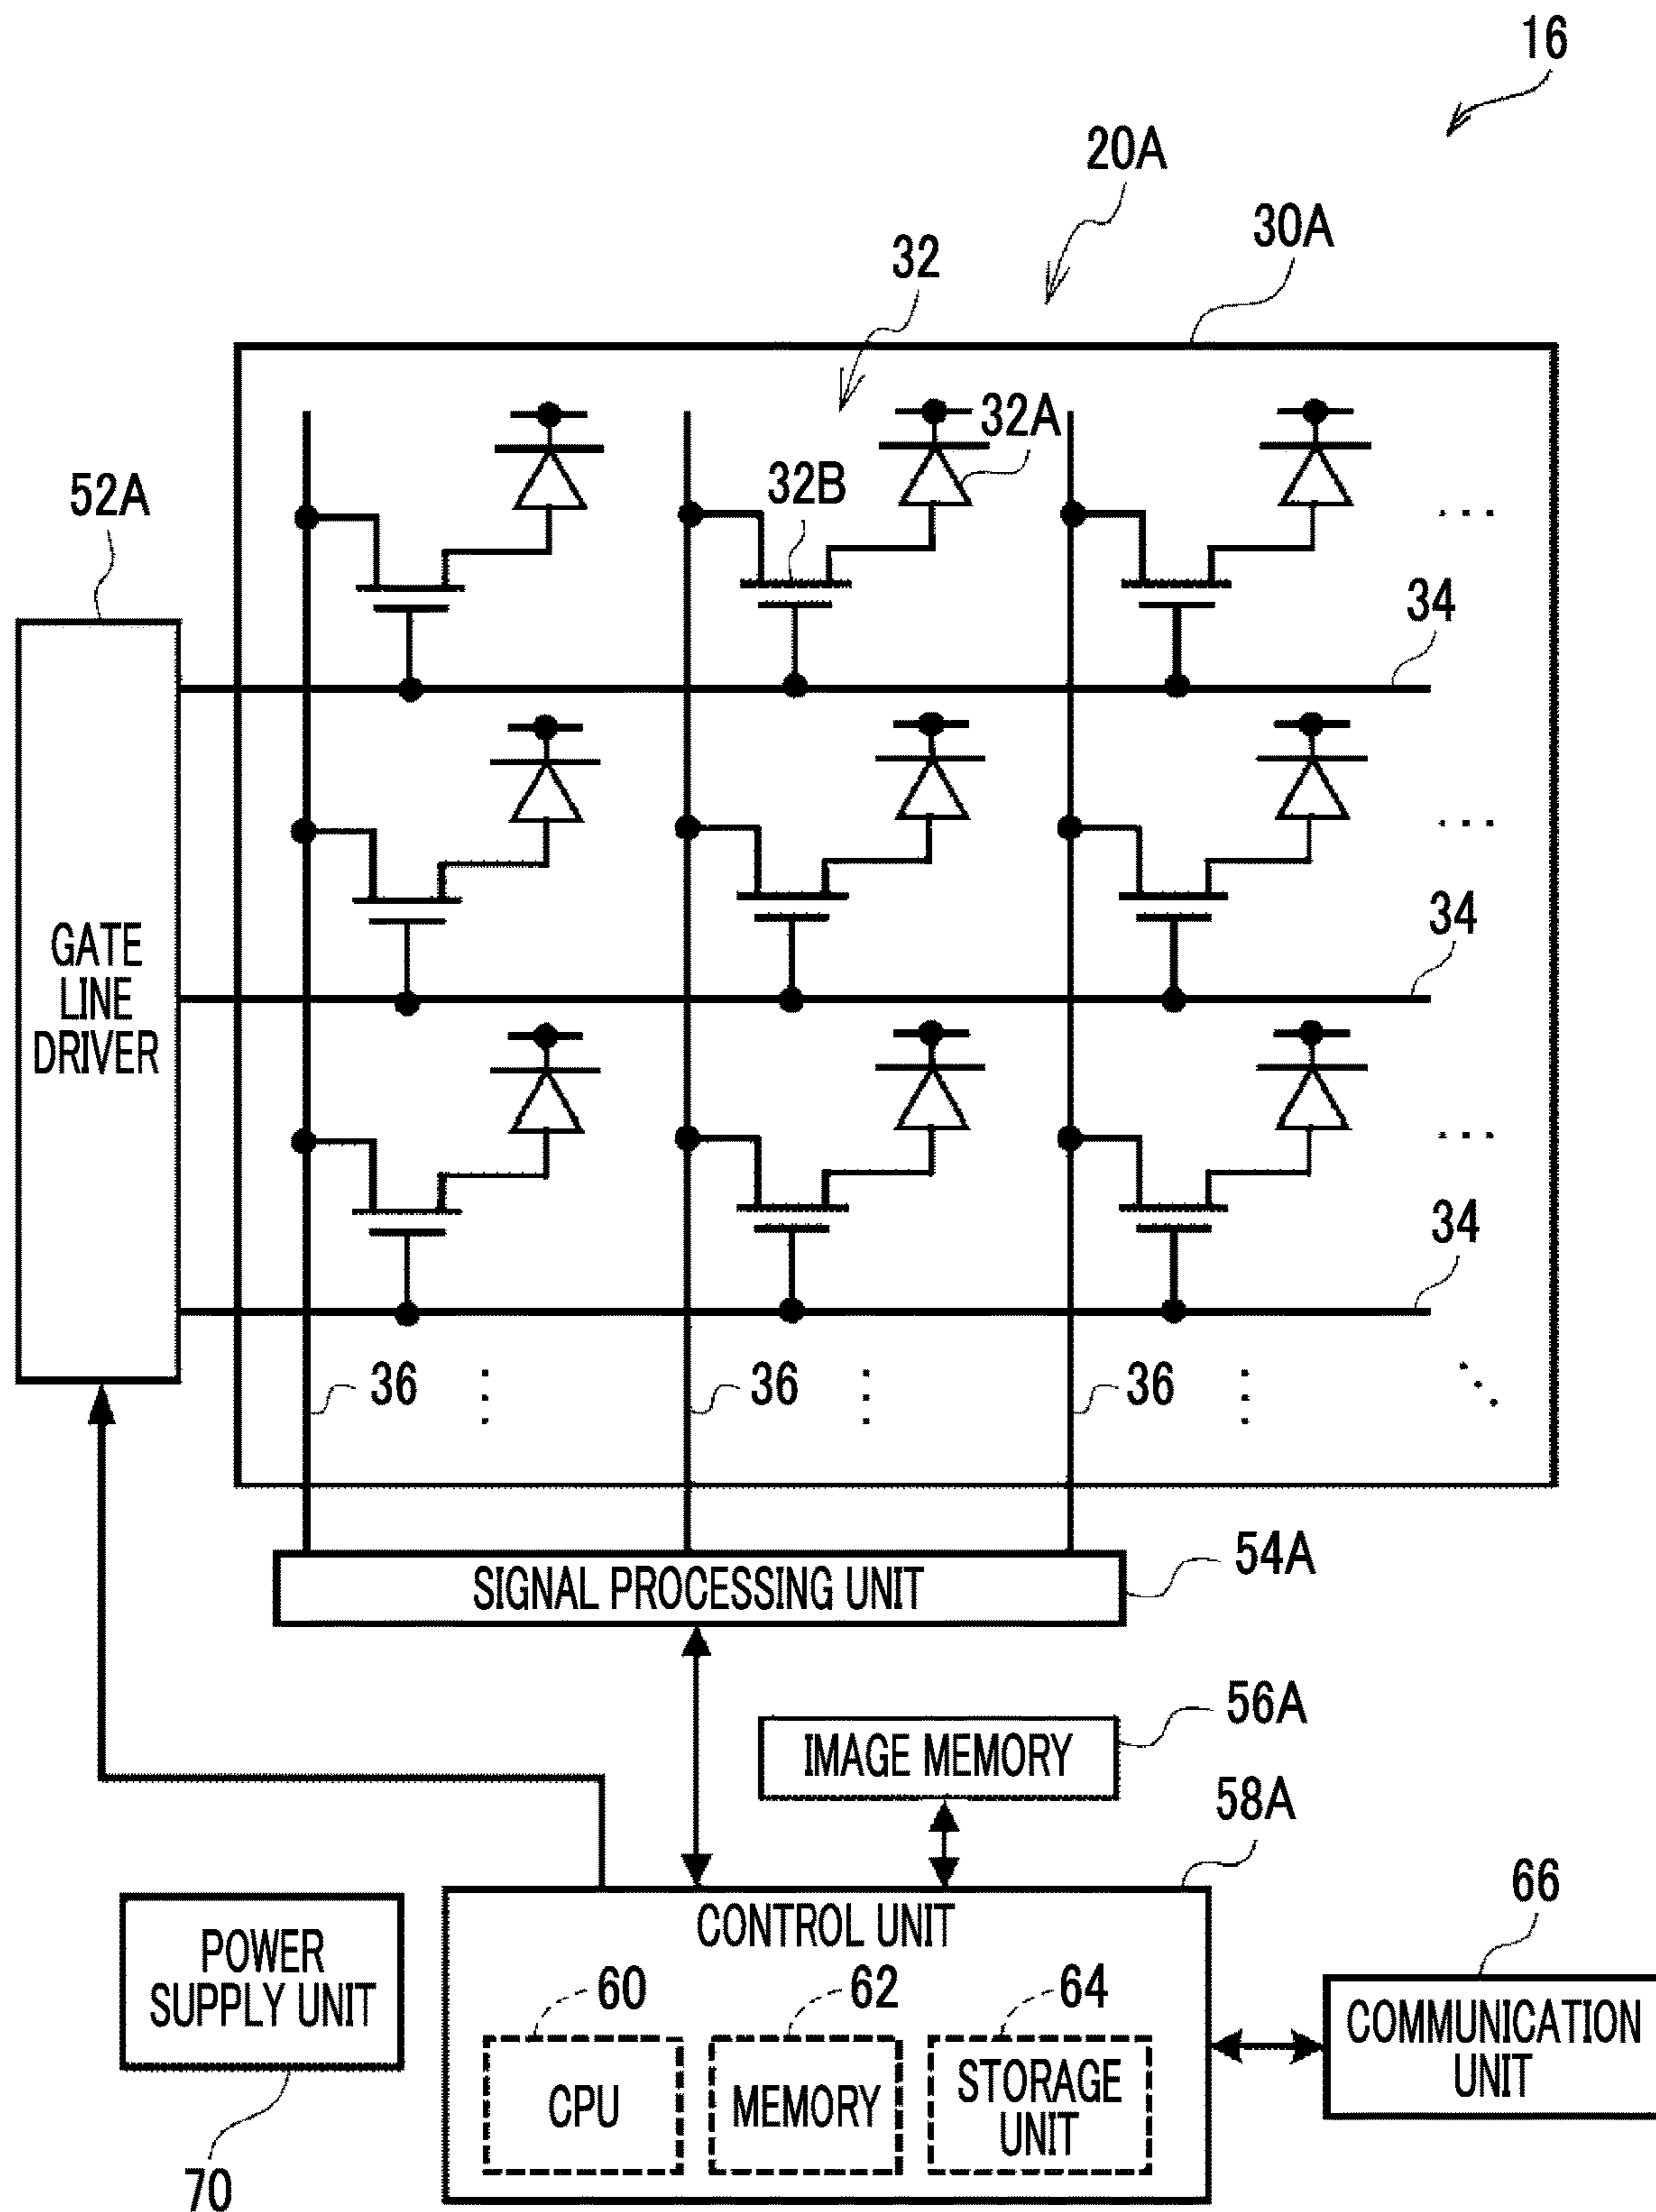 16
20A
30A
32
32A
32B
52A
34
GATE
LINE
DRIVER
34
34
36
36
36
SIGNAL PROCESSING UNIT
54A
56A
IMAGE MEMORY
58A
66
CONTROL UNIT
POWER
SUPPLY UNIT
60
62
64
COMMUNICATION
UNIT
CPU
MEMORY
STORAGE
UNIT
70